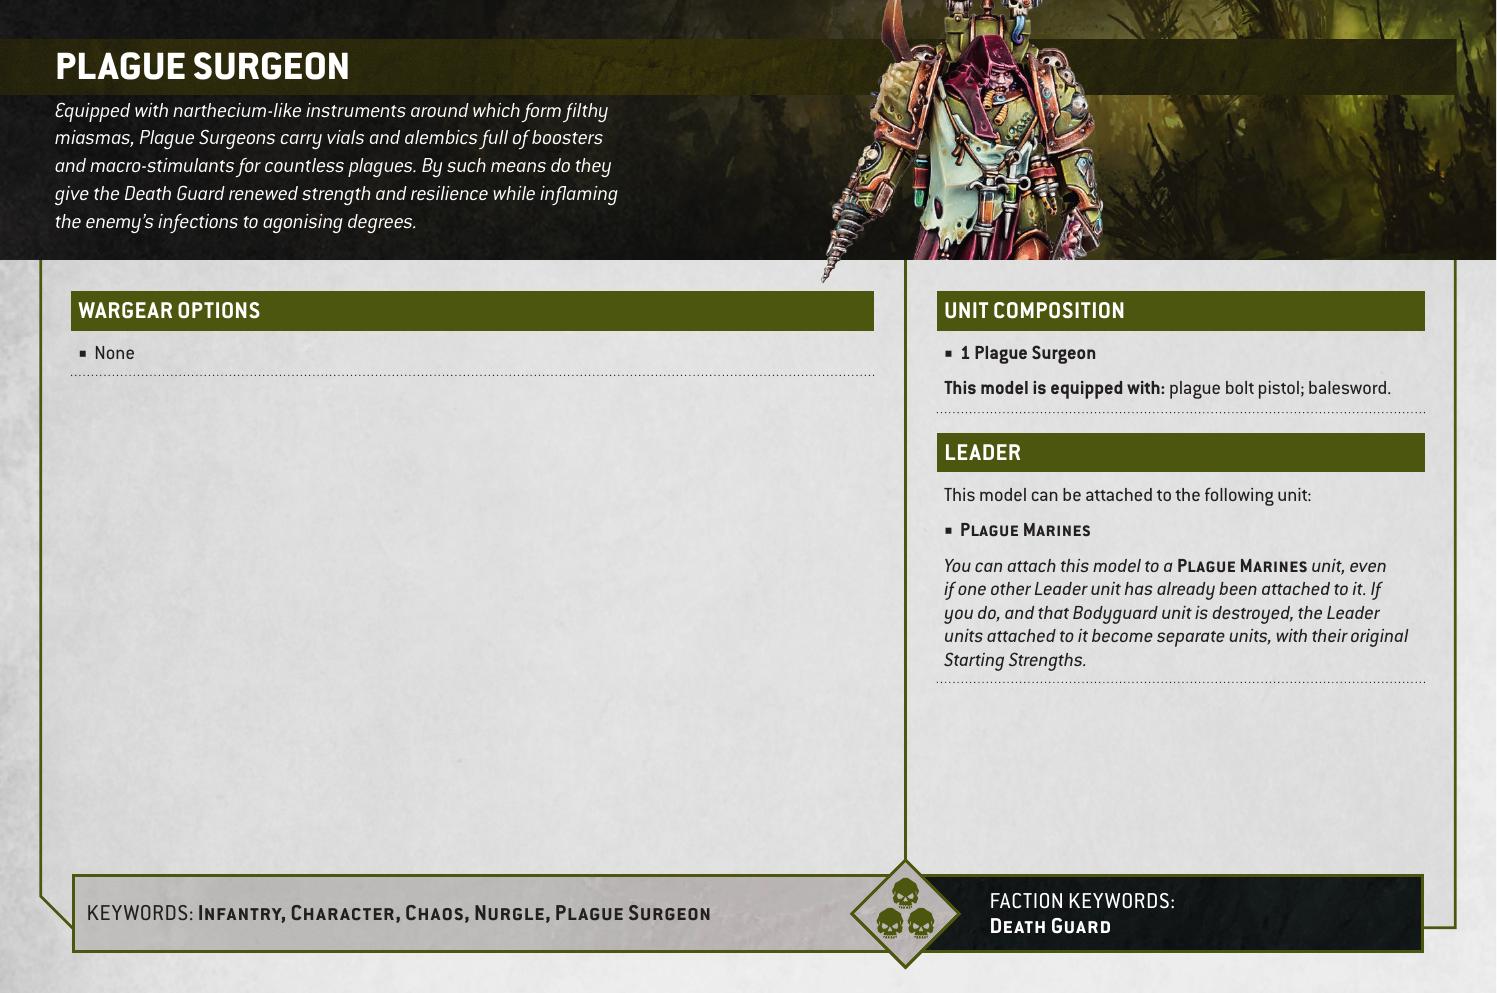 PLAGUE SURGEON
Equipped with narthecium-like instruments around which form filthy
miasmas, Plague Surgeons carry vials and alembics full of boosters
and macro-stimulants for countless plagues. By such means do they
give the Death Guard renewed strength and resilience while inflaming
the enemy's infections to agonising degrees.
WARGEAR OPTIONS
▪ None
UNIT COMPOSITION
▪ 1 Plague Surgeon
This model is equipped with: plague bolt pistol; balesword.
LEADER
This model can be attached to the following unit:
▪ PLAGUE MARINES
You can attach this model to a PLAGUE MARINES unit, even
if one other Leader unit has already been attached to it. If
you do, and that Bodyguard unit is destroyed, the Leader
units attached to it become separate units, with their original
Starting Strengths.
KEYWORDS: INFANTRY, CHARACTER, CHAOS, NURGLE, PLAGUE SURGEON
FACTION KEYWORDS:
DEATH GUARD